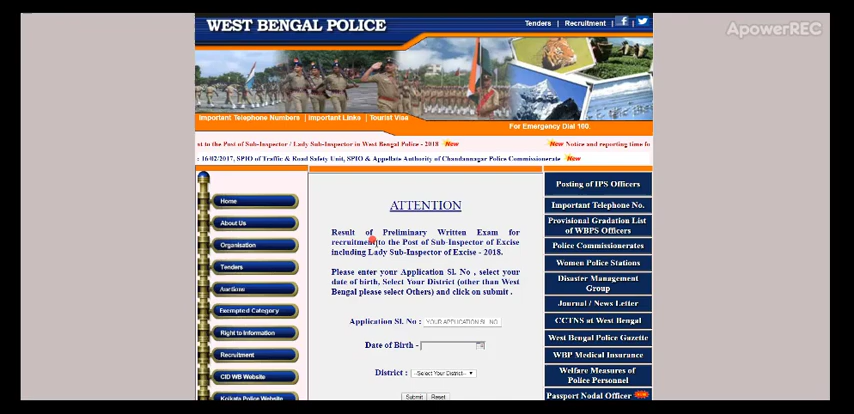 WEST BENGAL POLICE
Tenders | Recruitment |
ApowerREC
Important Telephone Numbers | Important Links | Tourist Visa
For Emergency Dial 100.
nt to the Post of Sub-Inspector / Lady Sub-Inspector in West Bengal Police - 2018 New
New Notice and reporting time fo
: 16/02/2017, SPIO of Traffic & Road Safety Unit, SPIO & Appellate Authority of Chandannagar Police Commissionerate New
Home
About Us
Organisation
Tenders
Auctions
Exempted Category
Right to Information
Recruitment
CID WB Website
Kolkata Police Website
ATTENTION
Result of Preliminary Written Exam for
recruitment to the Post of Sub-Inspector of Excise
including Lady Sub-Inspector of Excise - 2018.
Please enter your Application Sl. No , select your
date of birth, Select Your District (other than West
Bengal please select Others) and click on submit .
Application Sl. No : YOUR APPLICATION SL. NO.
Date of Birth -
District : --Select Your District--
Submit Reset
Posting of IPS Officers
Important Telephone No.
Provisional Gradation List
of WBPS Officers
Police Commissionerates
Women Police Stations
Disaster Management
Group
Journal / News Letter
CCTNS at West Bengal
West Bengal Police Gazette
WBP Medical Insurance
Welfare Measures of
Police Personnel
Passport Nodal Officer